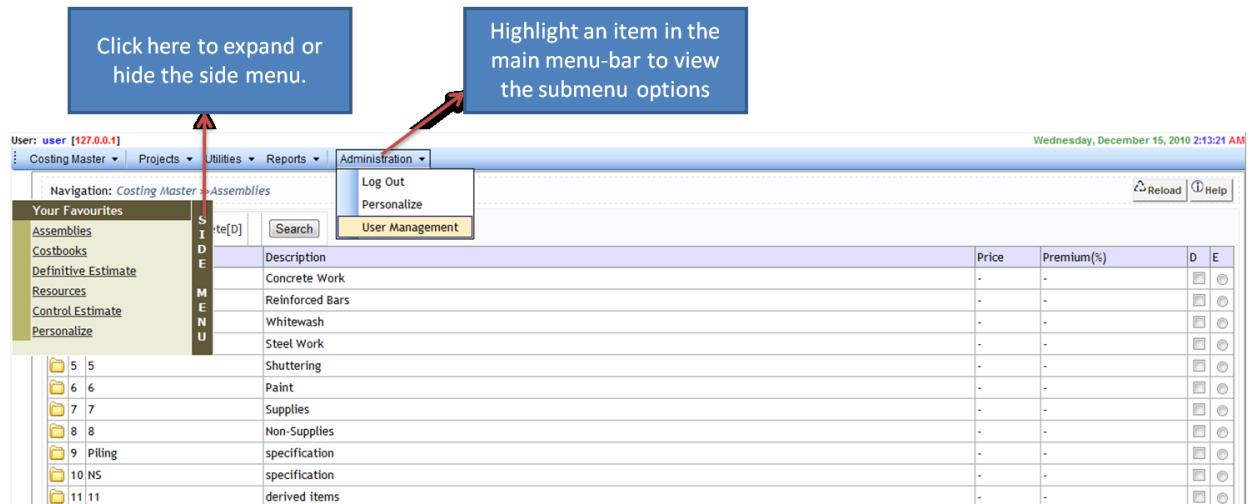 Click here to expand or
hide the side menu.
Highlight an item in the
main menu-bar to view
the submenu options
User: user [127.0.0.1]
Wednesday, December 15, 2010 2:13:21 AM
Costing Master Projects Utilities Reports Administration
Navigation: Costing Master »Assemblies
Reload Help
Log Out
Personalize
User Management
Your Favourites
Assemblies
Costbooks
Definitive Estimate
Resources
Control Estimate
Personalize
SIDE MENU
ete[D] Search
Description Price Premium(%) D E
Concrete Work - -
Reinforced Bars - -
Whitewash - -
Steel Work - -
5 5 Shuttering - -
6 6 Paint - -
7 7 Supplies - -
8 8 Non-Supplies - -
9 Piling specification - -
10 NS specification - -
11 11 derived items - -